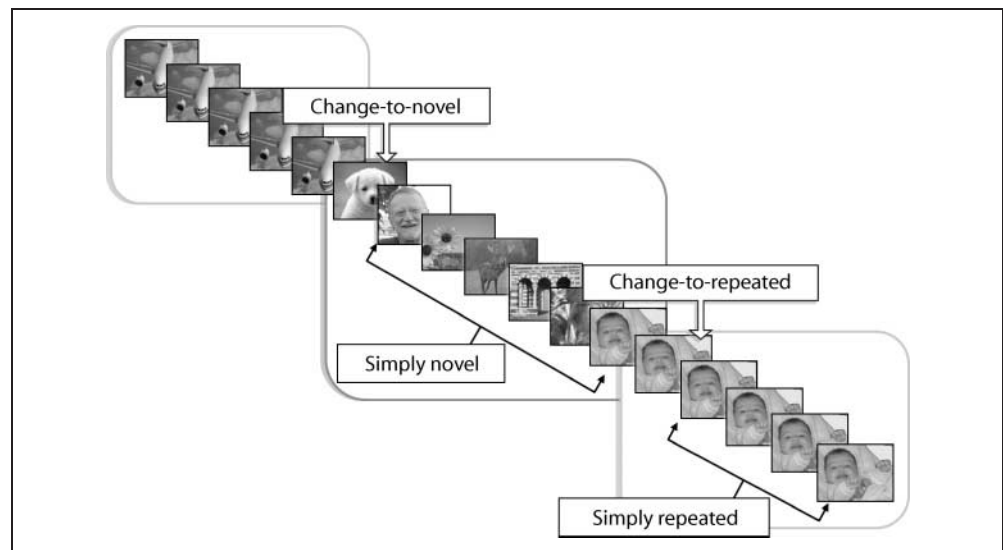 Change-to-novel
Change-to-repeated
Simply novel
Simply repeated